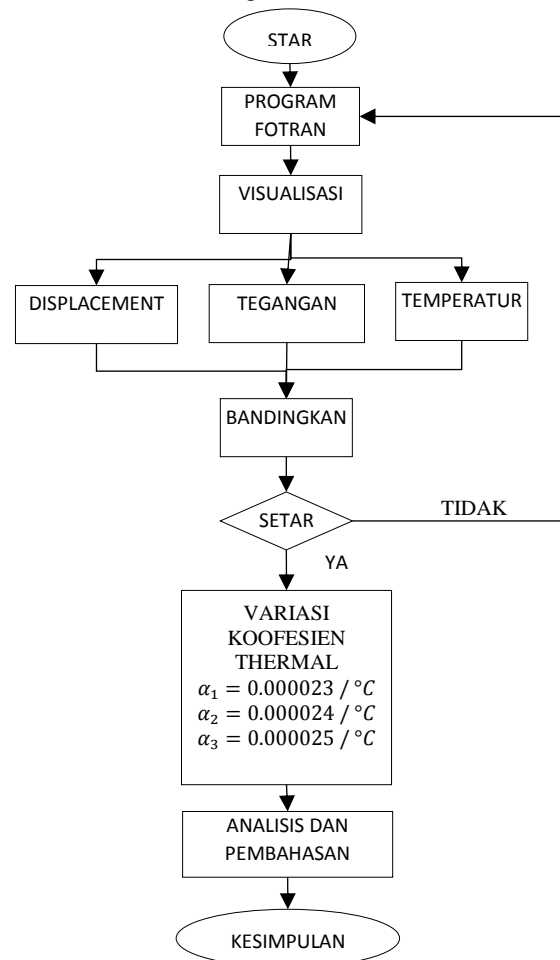 STAR
PROGRAM
FOTRAN
VISUALISASI
DISPLACEMENT
TEGANGAN
TEMPERATUR
BANDINGKAN
SETAR
TIDAK
YA
VARIASI
KOOFESIEN
THERMAL
𝛼₁ = 0.000023 / °𝐶
𝛼₂ = 0.000024 / °𝐶
𝛼₃ = 0.000025 / °𝐶
ANALISIS DAN
PEMBAHASAN
KESIMPULAN